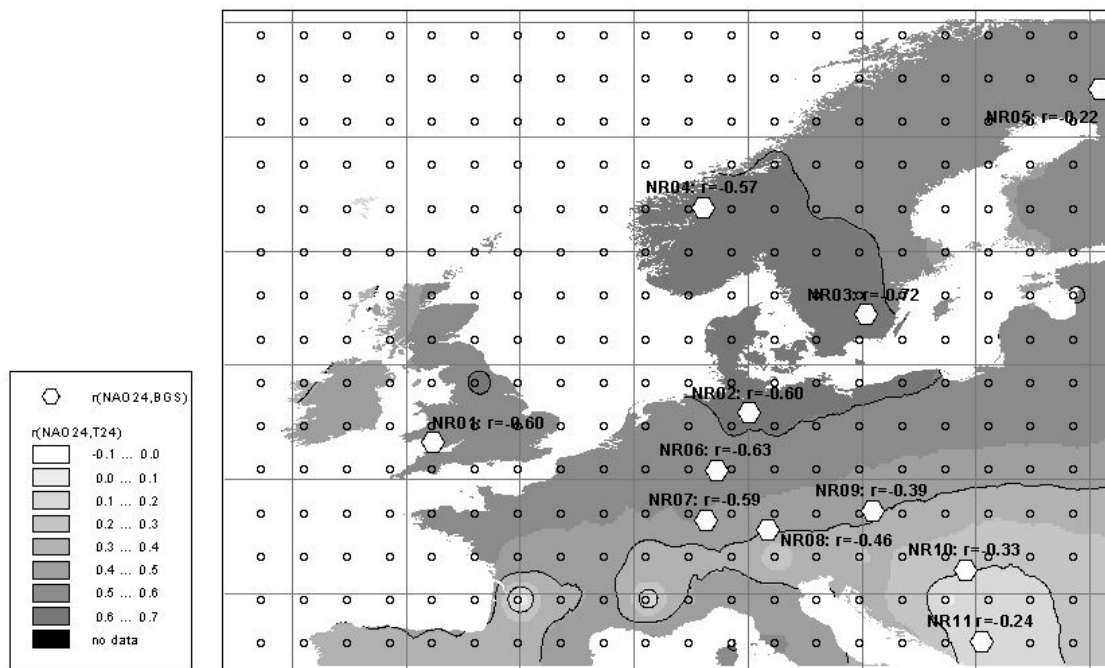 NR05: r=-0.22
NR04: r=-0.57
NR03: r=-0.72
NR02: r=-0.60
NR01: r=-0.60
NR06: r=-0.63
NR07: r=-0.59
NR09: r=-0.39
NR08: r=-0.46
NR10: r=-0.33
NR11 r=-0.24
r(NAO24,BGS)
r(NAO24,T24)
-0.1 ... 0.0
0.0 ... 0.1
0.1 ... 0.2
0.2 ... 0.3
0.3 ... 0.4
0.4 ... 0.5
0.5 ... 0.6
0.6 ... 0.7
no data